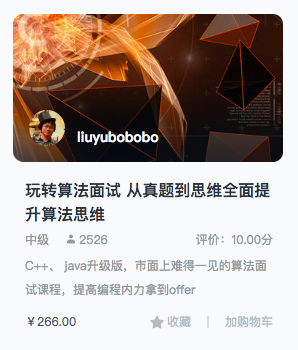 liuyubobobo
玩转算法面试 从真题到思维全面提
升算法思维
中级 2526 评价：10.00分
C++、 java升级版，市面上难得一见的算法面
试课程，提高编程内力拿到offer
￥266.00 收藏 | 加购物车